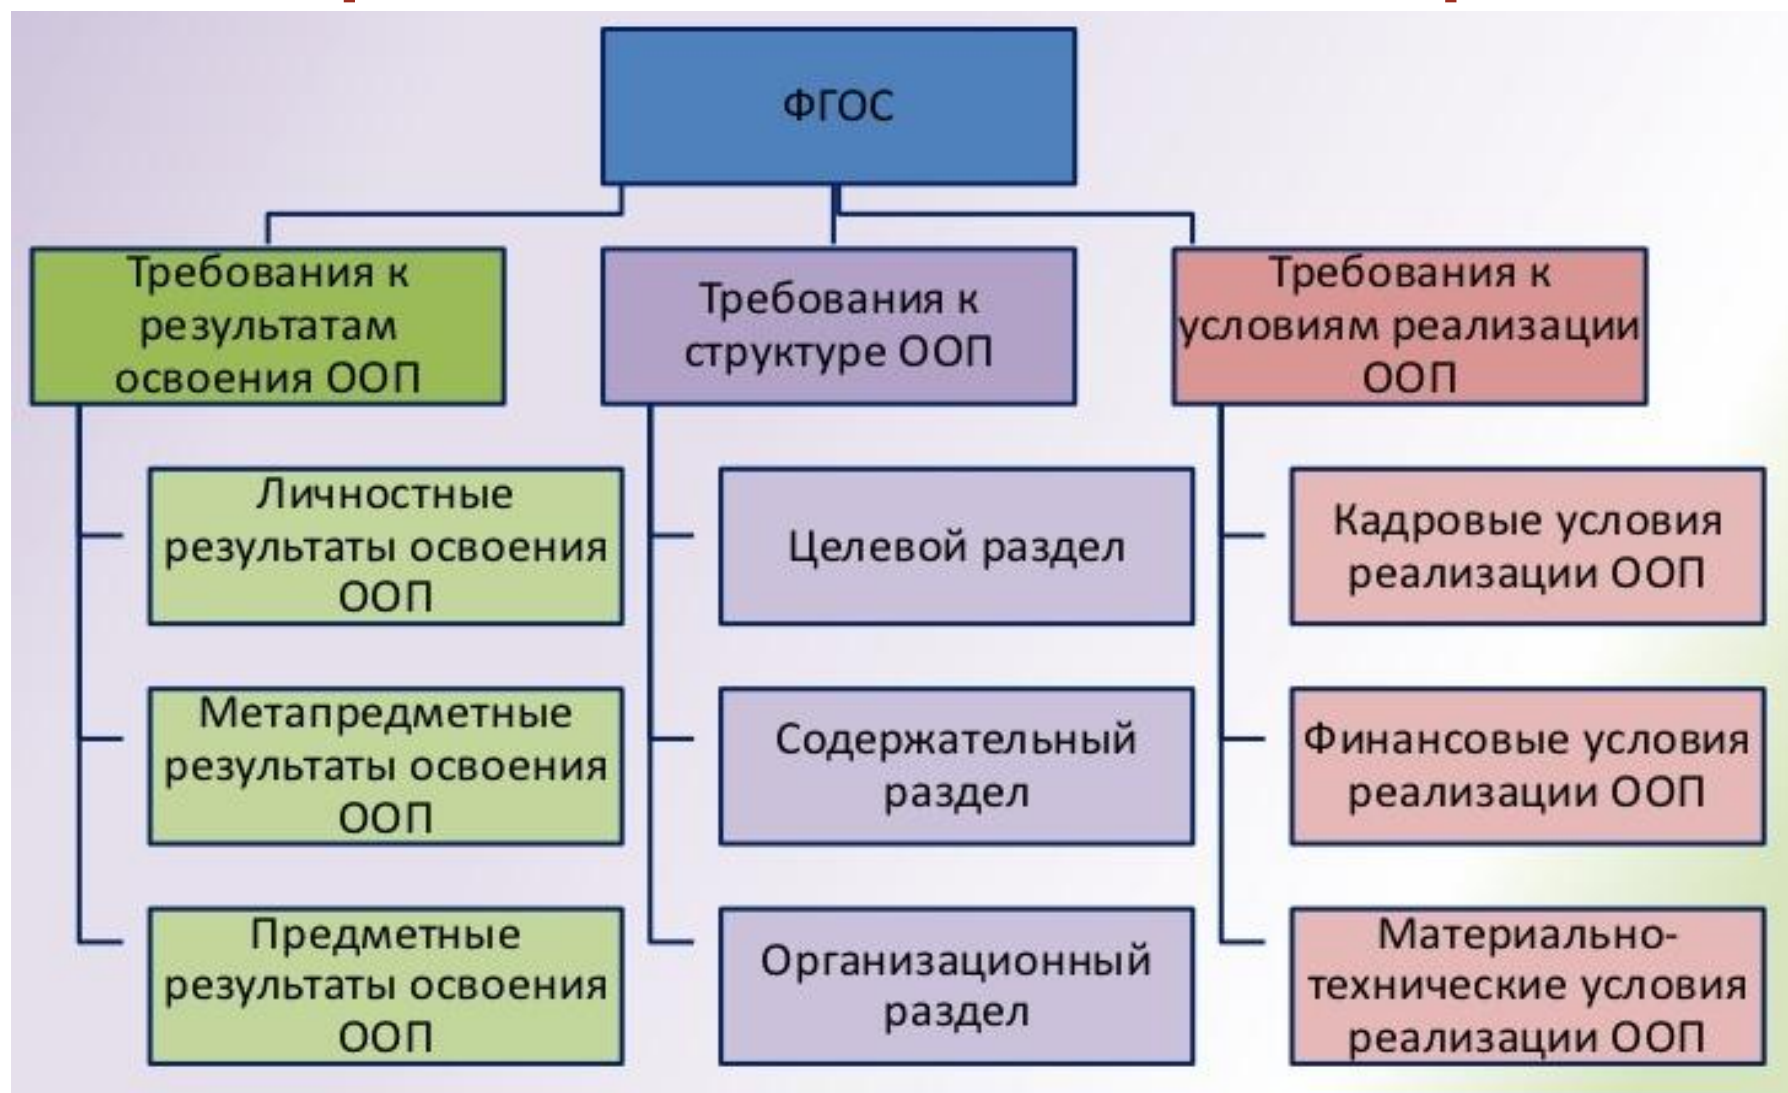 ФГОС
Требования к
результатам
освоения ООП
Требования к
структуре ООП
Требования к
условиям реализации
ООП
Личностные
результаты освоения
ООП
Метапредметные
результаты освоения
ООП
Предметные
результаты освоения
ООП
Целевой раздел
Содержательный
раздел
Организационный
раздел
Кадровые условия
реализации ООП
Финансовые условия
реализации ООП
Материально-
технические условия
реализации ООП